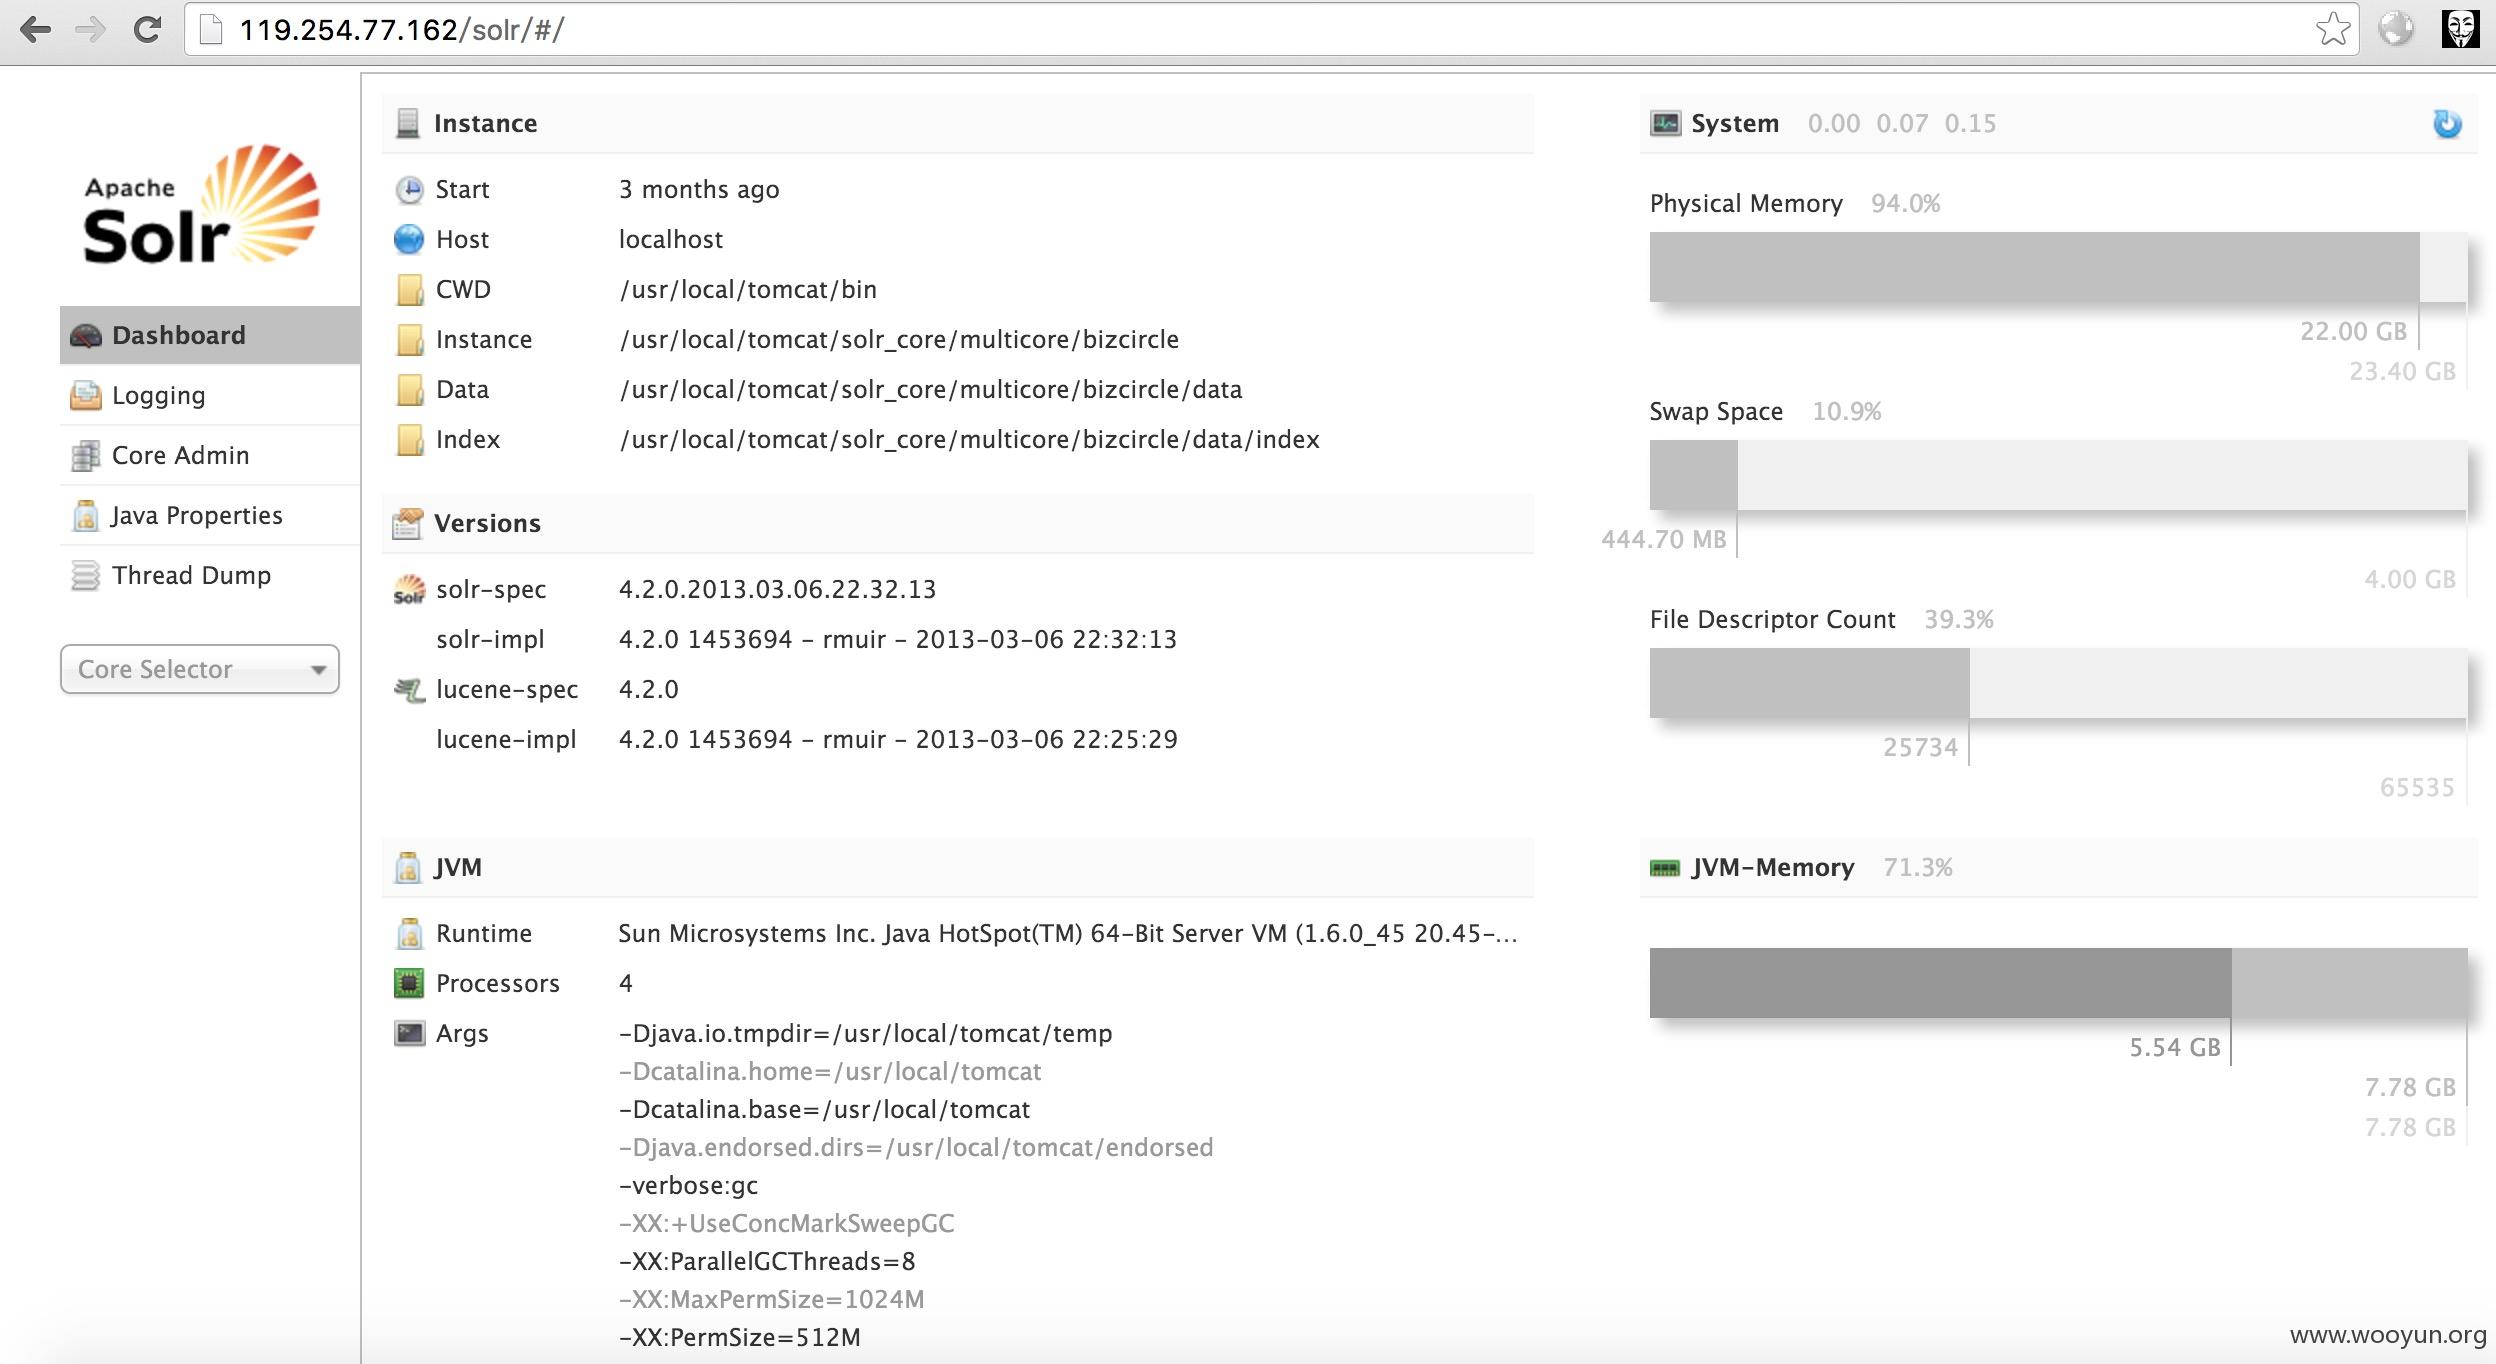 119.254.77.162/solr/#/
Apache
Solr
Dashboard
Logging
Core Admin
Java Properties
Thread Dump
Core Selector
Instance
Start 3 months ago
Host localhost
CWD /usr/local/tomcat/bin
Instance /usr/local/tomcat/solr_core/multicore/bizcircle
Data /usr/local/tomcat/solr_core/multicore/bizcircle/data
Index /usr/local/tomcat/solr_core/multicore/bizcircle/data/index
Versions
solr-spec 4.2.0.2013.03.06.22.32.13
solr-impl 4.2.0 1453694 - rmuir - 2013-03-06 22:32:13
lucene-spec 4.2.0
lucene-impl 4.2.0 1453694 - rmuir - 2013-03-06 22:25:29
JVM
Runtime Sun Microsystems Inc. Java HotSpot(TM) 64-Bit Server VM (1.6.0_45 20.45-...
Processors 4
Args -Djava.io.tmpdir=/usr/local/tomcat/temp
-Dcatalina.home=/usr/local/tomcat
-Dcatalina.base=/usr/local/tomcat
-Djava.endorsed.dirs=/usr/local/tomcat/endorsed
-verbose:gc
-XX:+UseConcMarkSweepGC
-XX:ParallelGCThreads=8
-XX:MaxPermSize=1024M
-XX:PermSize=512M
System 0.00 0.07 0.15
Physical Memory 94.0%
22.00 GB
23.40 GB
Swap Space 10.9%
444.70 MB
4.00 GB
File Descriptor Count 39.3%
25734
65535
JVM-Memory 71.3%
5.54 GB
7.78 GB
7.78 GB
www.wooyun.org